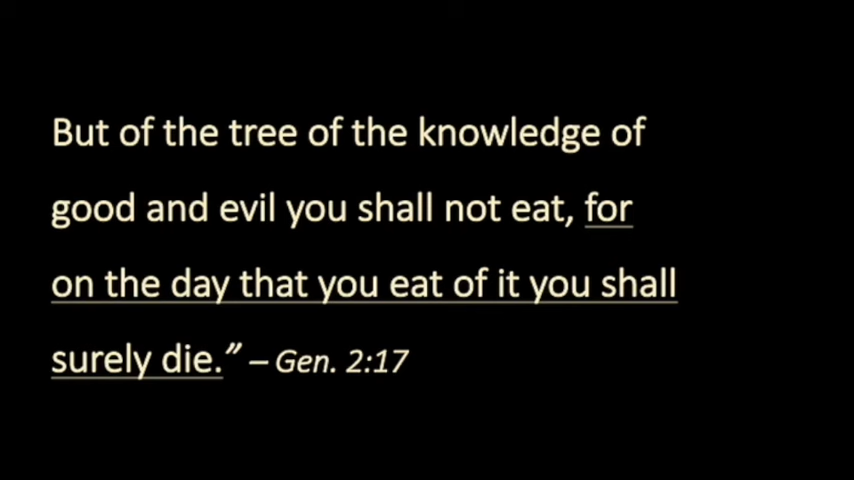 But of the tree of the knowledge of
good and evil you shall not eat, for
on the day that you eat of it you shall
surely die.” – Gen. 2:17